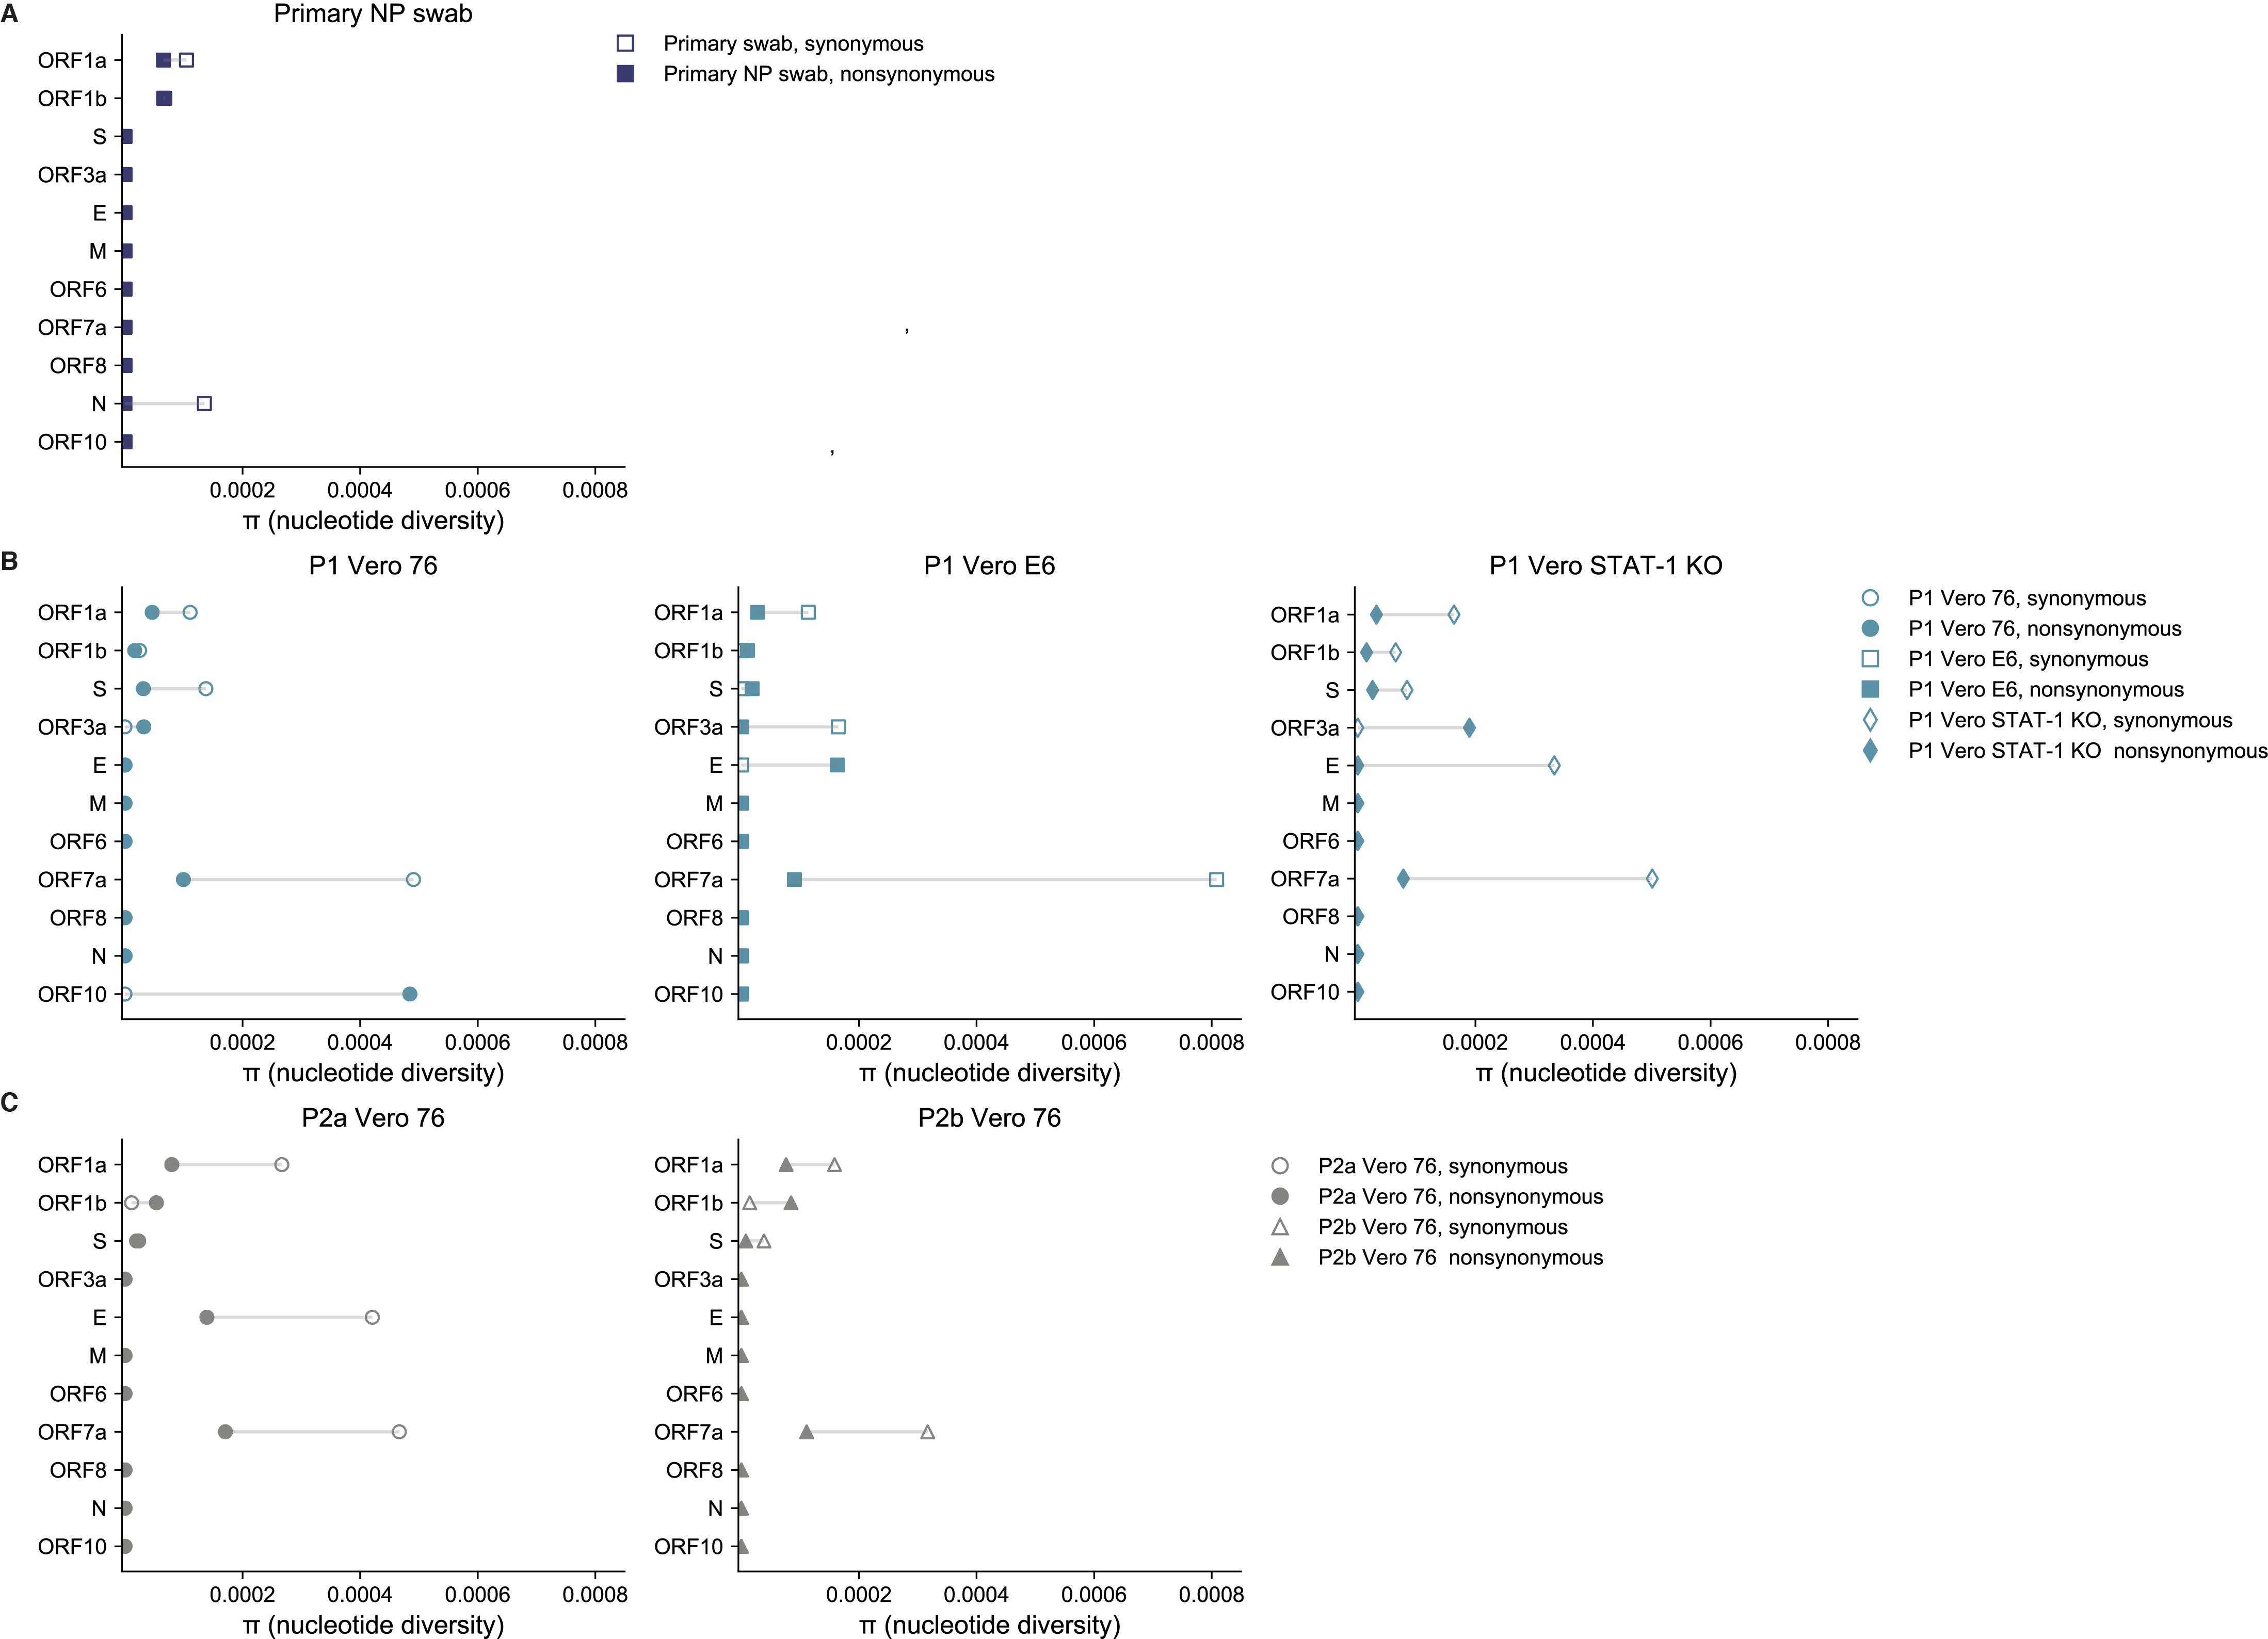 A
Primary NP swab
ORF1a
ORF1b
S
ORF3a
E
M
ORF6
ORF7a
ORF8
N
ORF10
0.0002 0.0004 0.0006 0.0008
π (nucleotide diversity)
Primary swab, synonymous
Primary NP swab, nonsynonymous
,
,
B
P1 Vero 76
ORF1a
ORF1b
S
ORF3a
E
M
ORF6
ORF7a
ORF8
N
ORF10
0.0002 0.0004 0.0006 0.0008
π (nucleotide diversity)
P1 Vero E6
ORF1a
ORF1b
S
ORF3a
E
M
ORF6
ORF7a
ORF8
N
ORF10
0.0002 0.0004 0.0006 0.0008
π (nucleotide diversity)
P1 Vero STAT-1 KO
ORF1a
ORF1b
S
ORF3a
E
M
ORF6
ORF7a
ORF8
N
ORF10
0.0002 0.0004 0.0006 0.0008
π (nucleotide diversity)
P1 Vero 76, synonymous
P1 Vero 76, nonsynonymous
P1 Vero E6, synonymous
P1 Vero E6, nonsynonymous
P1 Vero STAT-1 KO, synonymous
P1 Vero STAT-1 KO nonsynonymous
C
P2a Vero 76
ORF1a
ORF1b
S
ORF3a
E
M
ORF6
ORF7a
ORF8
N
ORF10
0.0002 0.0004 0.0006 0.0008
π (nucleotide diversity)
P2b Vero 76
ORF1a
ORF1b
S
ORF3a
E
M
ORF6
ORF7a
ORF8
N
ORF10
0.0002 0.0004 0.0006 0.0008
π (nucleotide diversity)
P2a Vero 76, synonymous
P2a Vero 76, nonsynonymous
P2b Vero 76, synonymous
P2b Vero 76 nonsynonymous